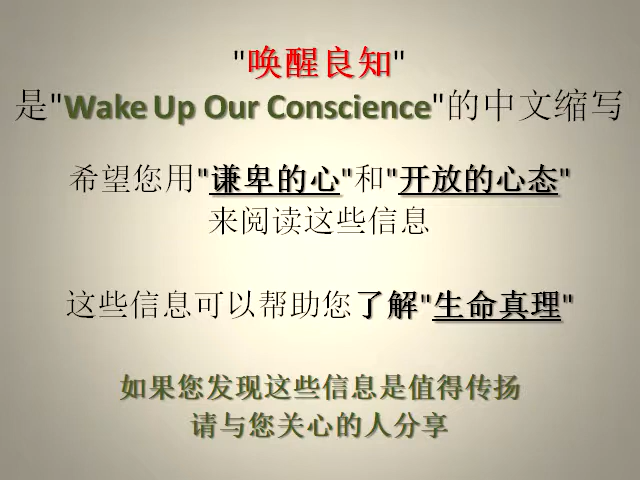 "唤醒良知"
是"Wake Up Our Conscience"的中文缩写
希望您用"谦卑的心"和"开放的心态"
来阅读这些信息
这些信息可以帮助您了解"生命真理"
如果您发现这些信息是值得传扬
请与您关心的人分享